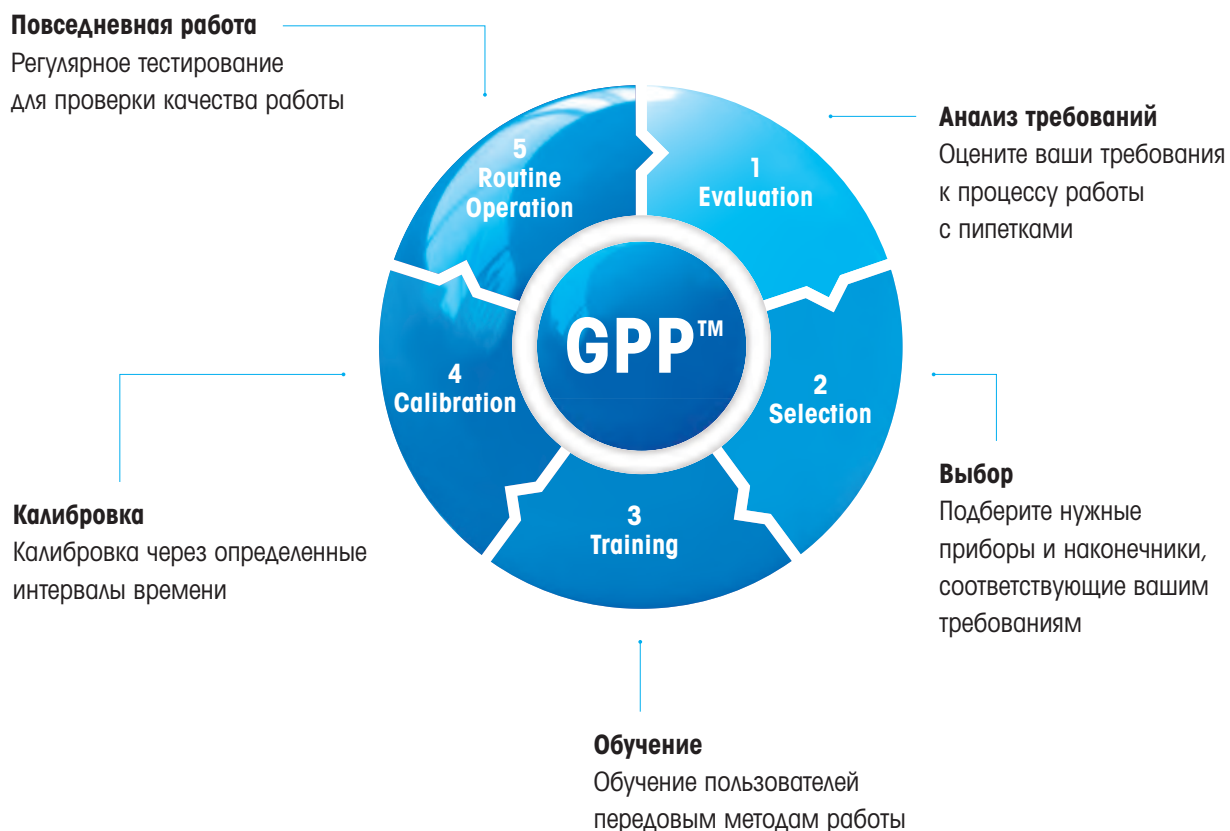 Повседневная работа
Регулярное тестирование
для проверки качества работы
Анализ требований
Оцените ваши требования
к процессу работы
с пипетками
5
Routine
Operation
1
Evaluation
GPP™
4
Calibration
2
Selection
3
Training
Выбор
Подберите нужные
приборы и наконечники,
соответствующие вашим
требованиям
Калибровка
Калибровка через определенные
интервалы времени
Обучение
Обучение пользователей
передовым методам работы